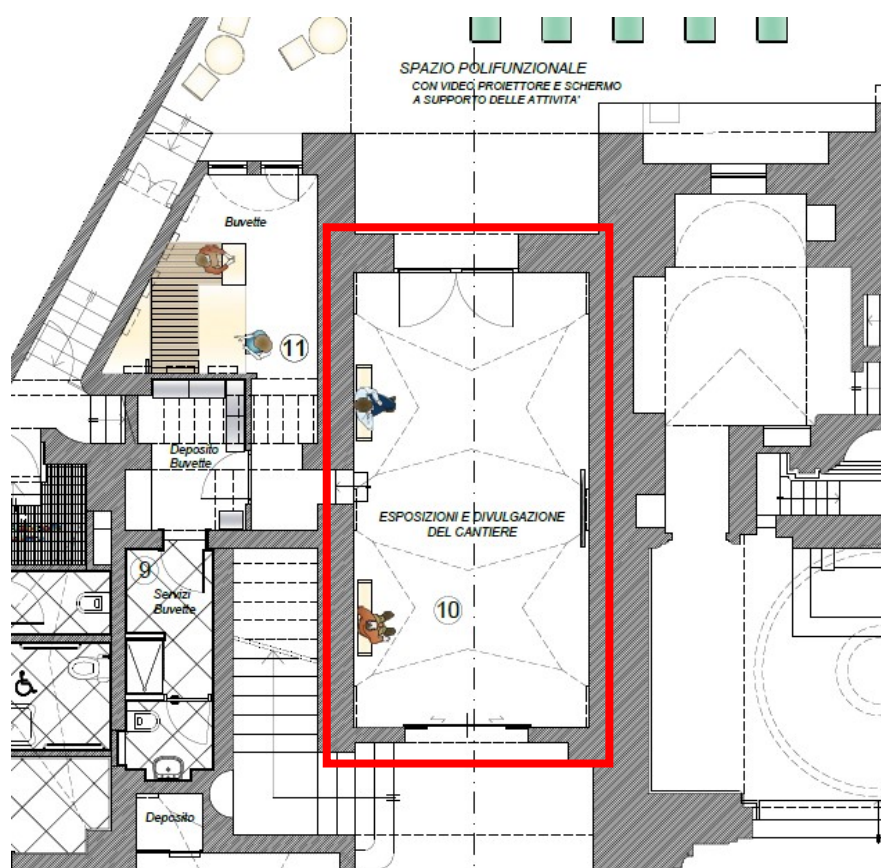 SPAZIO POLIFUNZIONALE
CON VIDEO PROIETTORE E SCHERMO
A SUPPORTO DELLE ATTIVITA'
Buvette
11
Deposito
Buvette
ESPOSIZIONI E DIVULGAZIONE
DEL CANTIERE
9
Servizi
Buvette
10
Deposito